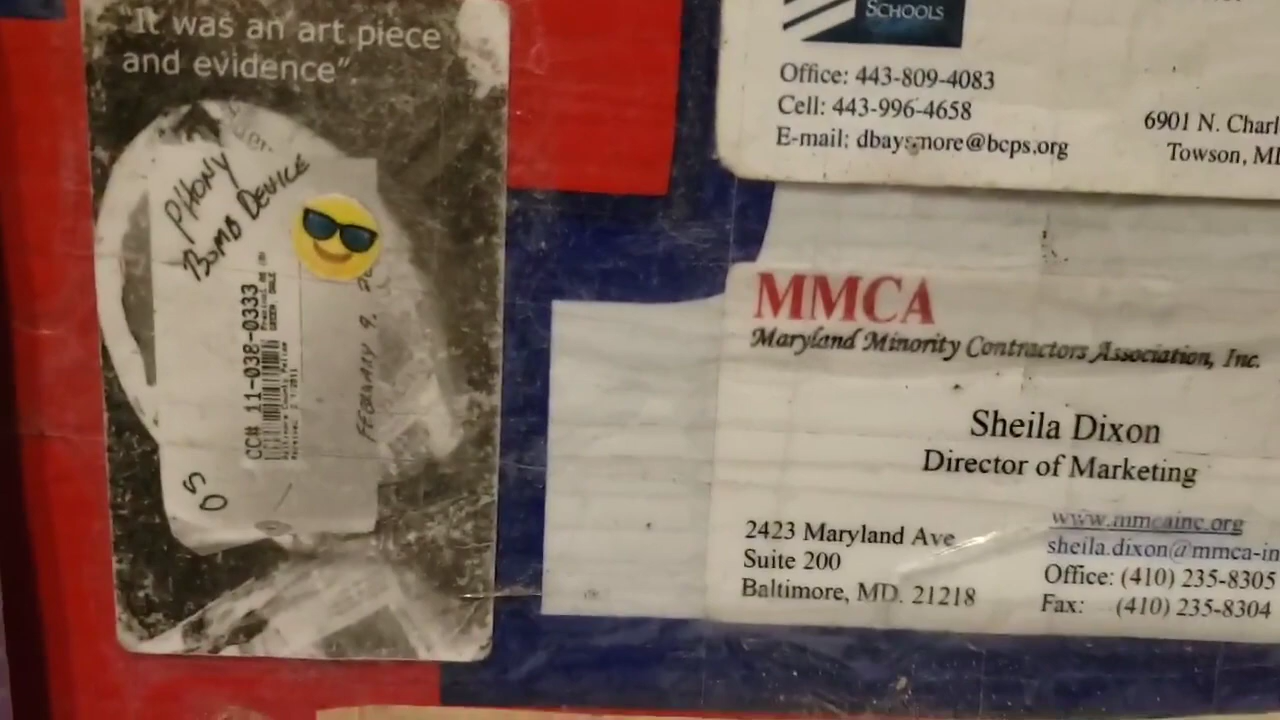 "It was an art piece
and evidence".
PHONY
BOMB DEVICE
CC# 11-038-0333
FEBRUARY 9,
SO
SCHOOLS
Office: 443-809-4083
Cell: 443-996-4658
E-mail: dbaysmore@bcps.org
6901 N. Charl
Towson, MD
MMCA
Maryland Minority Contractors Association, Inc.
Sheila Dixon
Director of Marketing
2423 Maryland Ave
Suite 200
Baltimore, MD. 21218
www.mmcainc.org
sheila.dixon@mmca-in
Office: (410) 235-8305
Fax: (410) 235-8304